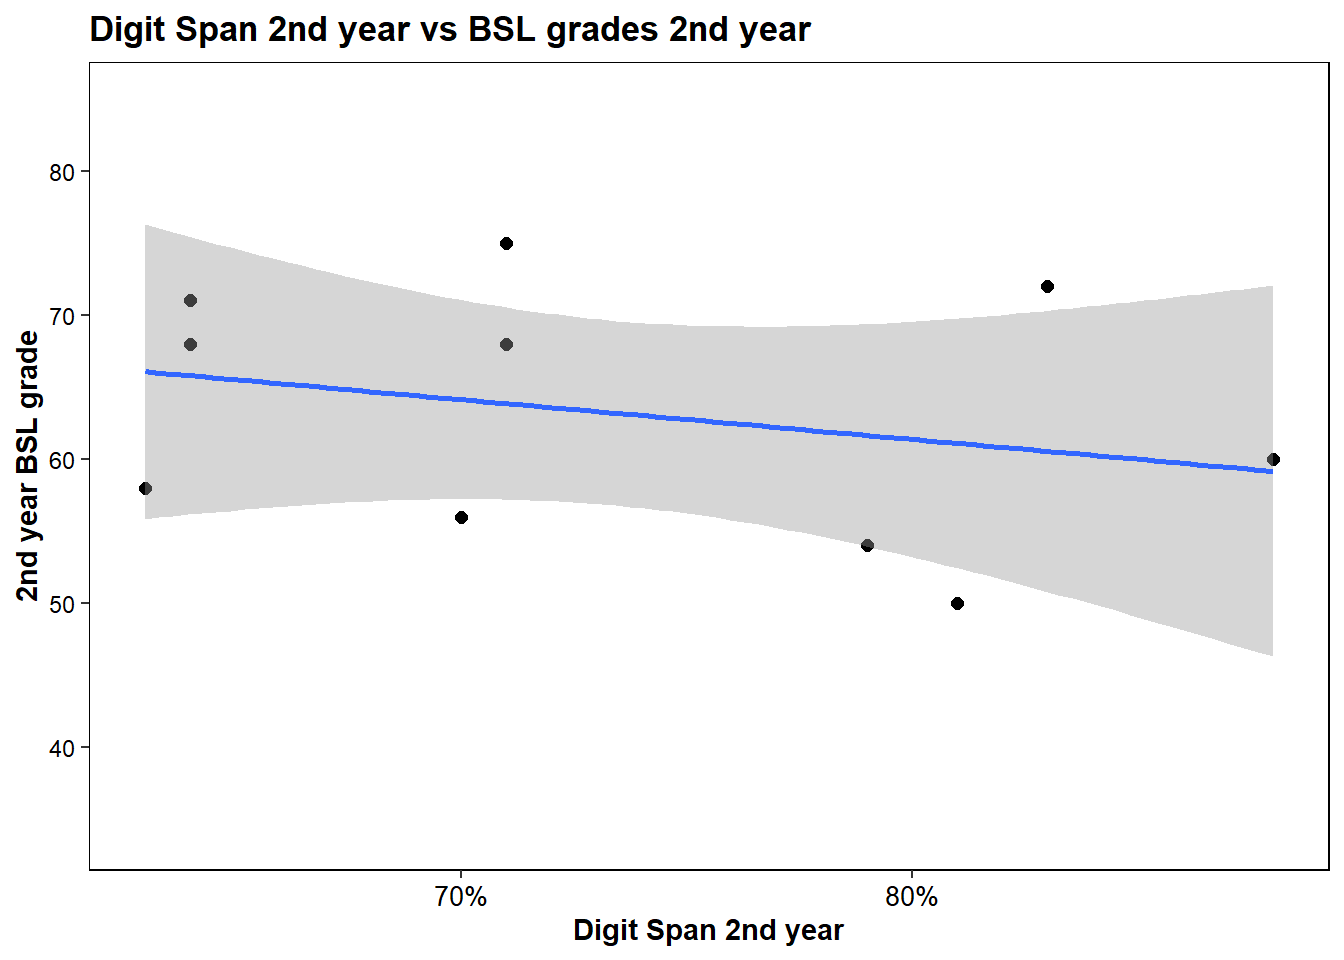 Digit Span 2nd year vs BSL grades 2nd year
80
70
60
50
40
2nd year BSL grade
70%
80%
Digit Span 2nd year